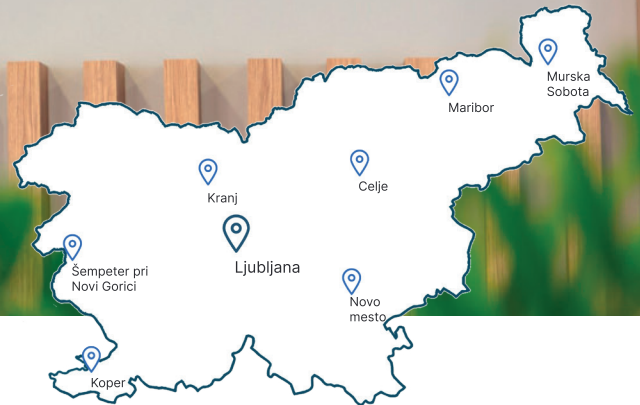 Murska
Sobota
Maribor
Celje
Kranj
Ljubljana
Šempeter pri
Novi Gorici
Novo
mesto
Koper